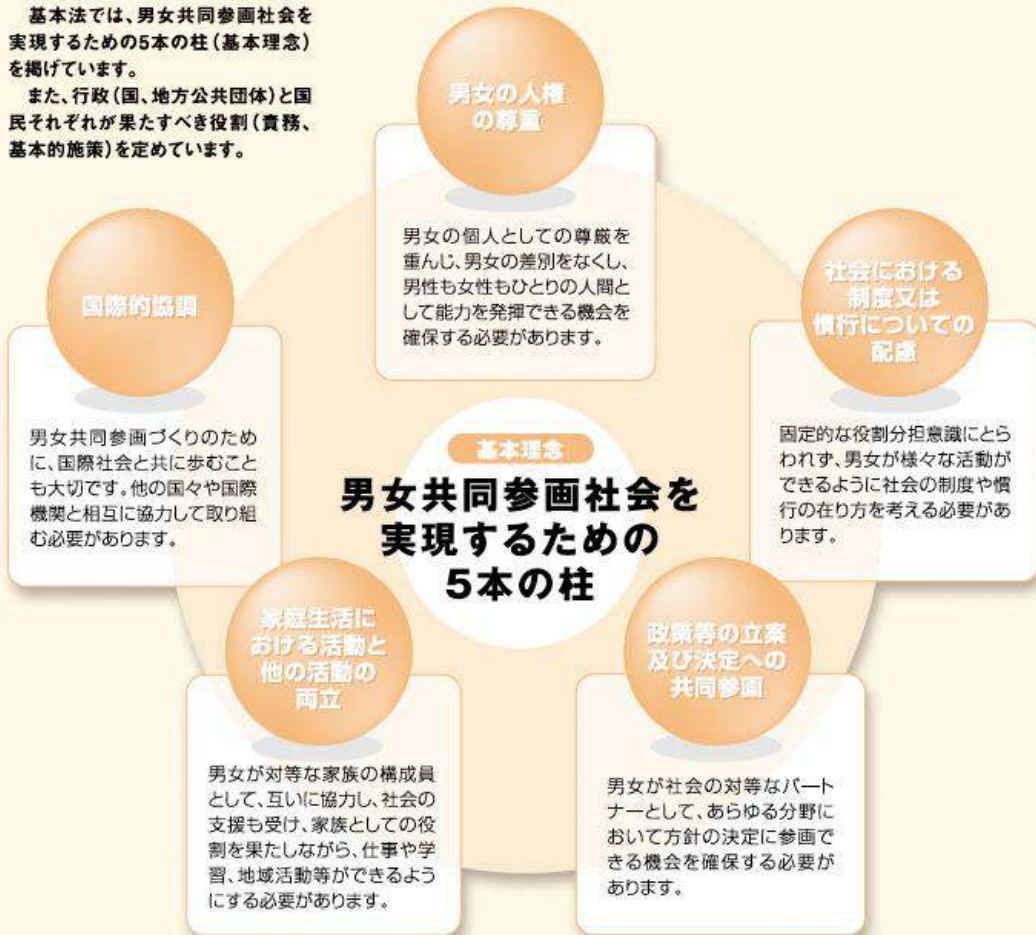 基本法では、男女共同参画社会を
実現するための5本の柱(基本理念)
を掲げています。
また、行政(国、地方公共団体)と国
民それぞれが果たすべき役割(責務、
基本的施策)を定めています。
男女の人権
の尊重
男女の個人としての尊厳を
重んじ、男女の差別をなくし、
男性も女性もひとりの人間と
して能力を発揮できる機会を
確保する必要があります。
社会における
制度又は
慣行についての
配慮
固定的な役割分担意識にとら
われず、男女が様々な活動が
できるように社会の制度や慣
行の在り方を考える必要があ
ります。
政策等の立案
及び決定への
共同参画
男女が社会の対等なパート
ナーとして、あらゆる分野に
おいて方針の決定に参画で
きる機会を確保する必要が
あります。
家庭生活に
おける活動と
他の活動の
両立
男女が対等な家族の構成員
として、互いに協力し、社会の
支援も受け、家族としての役
割を果たしながら、仕事や学
習、地域活動等ができるよう
にする必要があります。
国際的協調
男女共同参画づくりのため
に、国際社会と共に歩むこと
も大切です。他の国々や国際
機関と相互に協力して取り組
む必要があります。
基本理念
男女共同参画社会を
実現するための
5本の柱